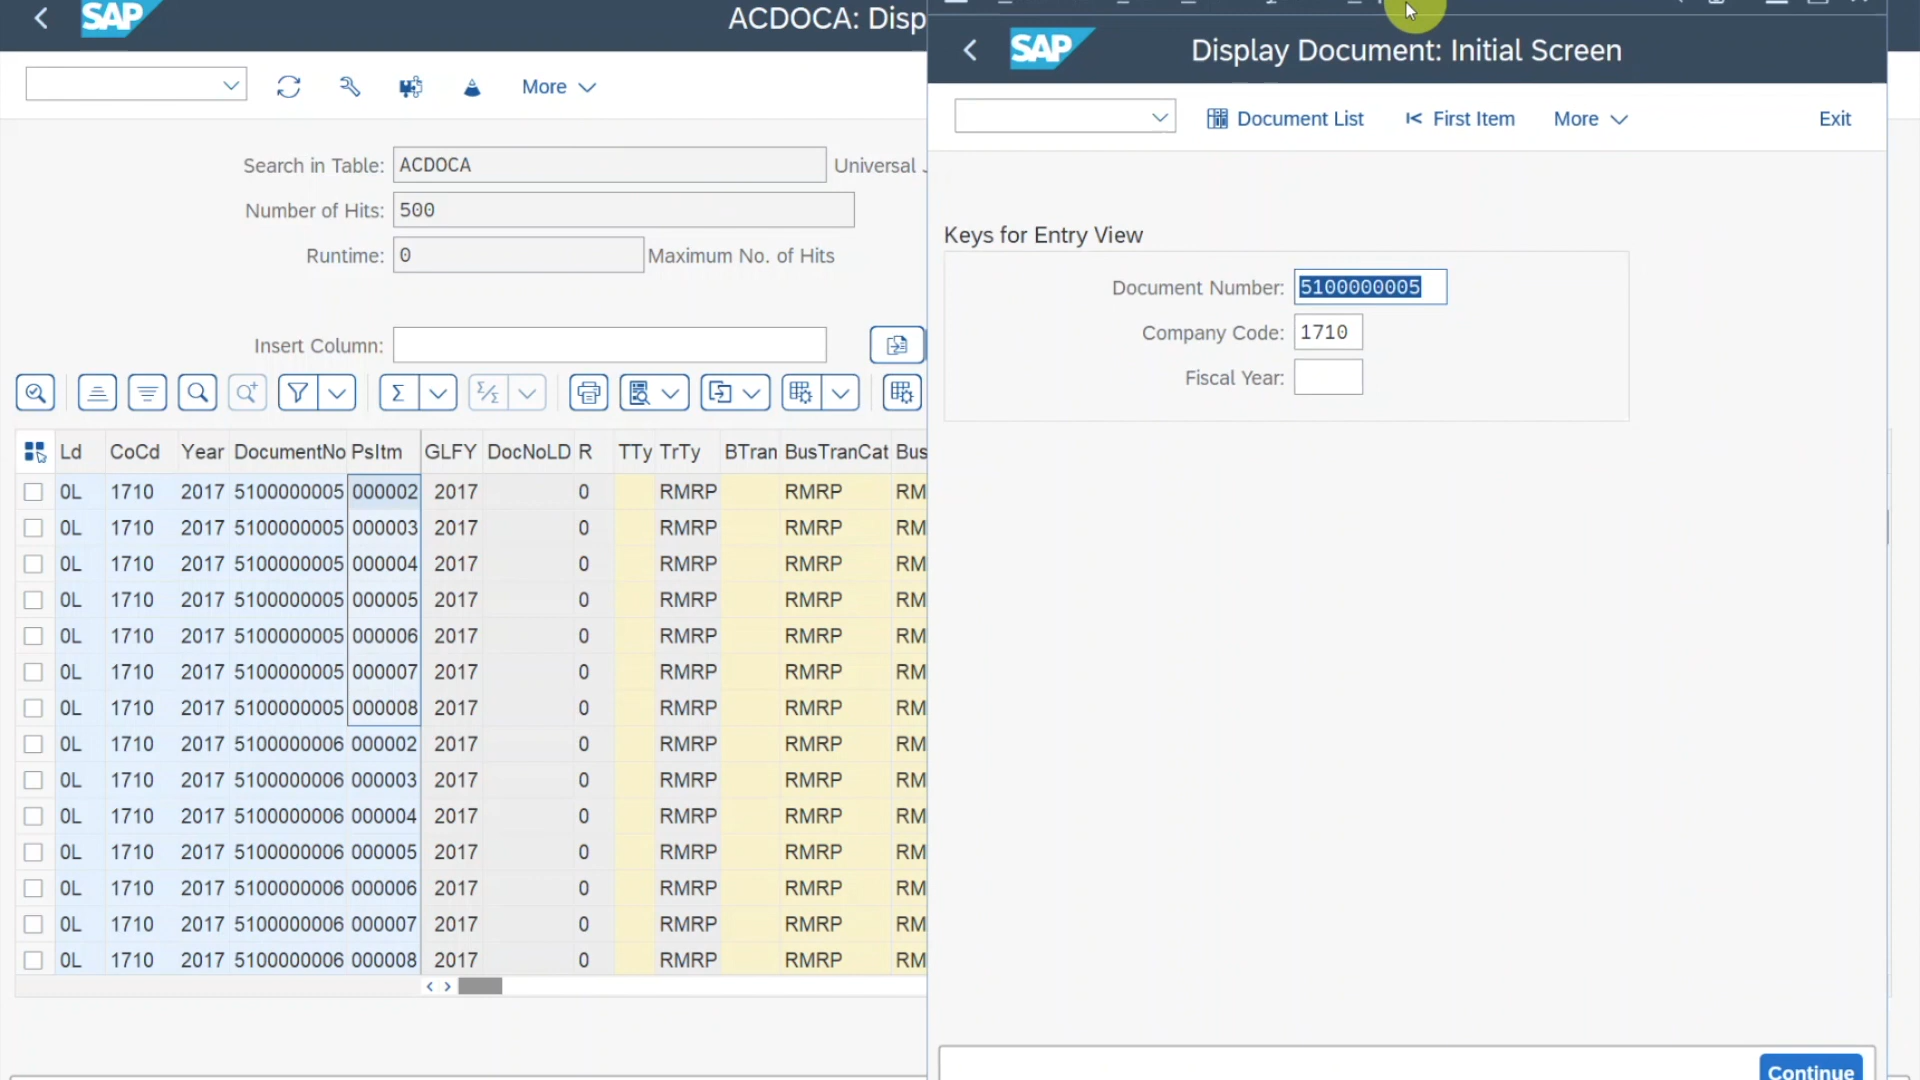 SAP
ACDOCA: Disp
More
Search in Table: ACDOCA Universal
Number of Hits: 500
Runtime: 0 Maximum No. of Hits
Insert Column:
Ld CoCd Year DocumentNo PsItm GLFY DocNoLD R TTy TrTy BTran BusTranCat Bus
0L 1710 2017 5100000005 000002 2017 0 RMRP RMRP RM
0L 1710 2017 5100000005 000003 2017 0 RMRP RMRP RM
0L 1710 2017 5100000005 000004 2017 0 RMRP RMRP RM
0L 1710 2017 5100000005 000005 2017 0 RMRP RMRP RM
0L 1710 2017 5100000005 000006 2017 0 RMRP RMRP RM
0L 1710 2017 5100000005 000007 2017 0 RMRP RMRP RM
0L 1710 2017 5100000005 000008 2017 0 RMRP RMRP RM
0L 1710 2017 5100000006 000002 2017 0 RMRP RMRP RM
0L 1710 2017 5100000006 000003 2017 0 RMRP RMRP RM
0L 1710 2017 5100000006 000004 2017 0 RMRP RMRP RM
0L 1710 2017 5100000006 000005 2017 0 RMRP RMRP RM
0L 1710 2017 5100000006 000006 2017 0 RMRP RMRP RM
0L 1710 2017 5100000006 000007 2017 0 RMRP RMRP RM
0L 1710 2017 5100000006 000008 2017 0 RMRP RMRP RM
SAP
Display Document: Initial Screen
Document List First Item More Exit
Keys for Entry View
Document Number: 5100000005
Company Code: 1710
Fiscal Year:
Continue